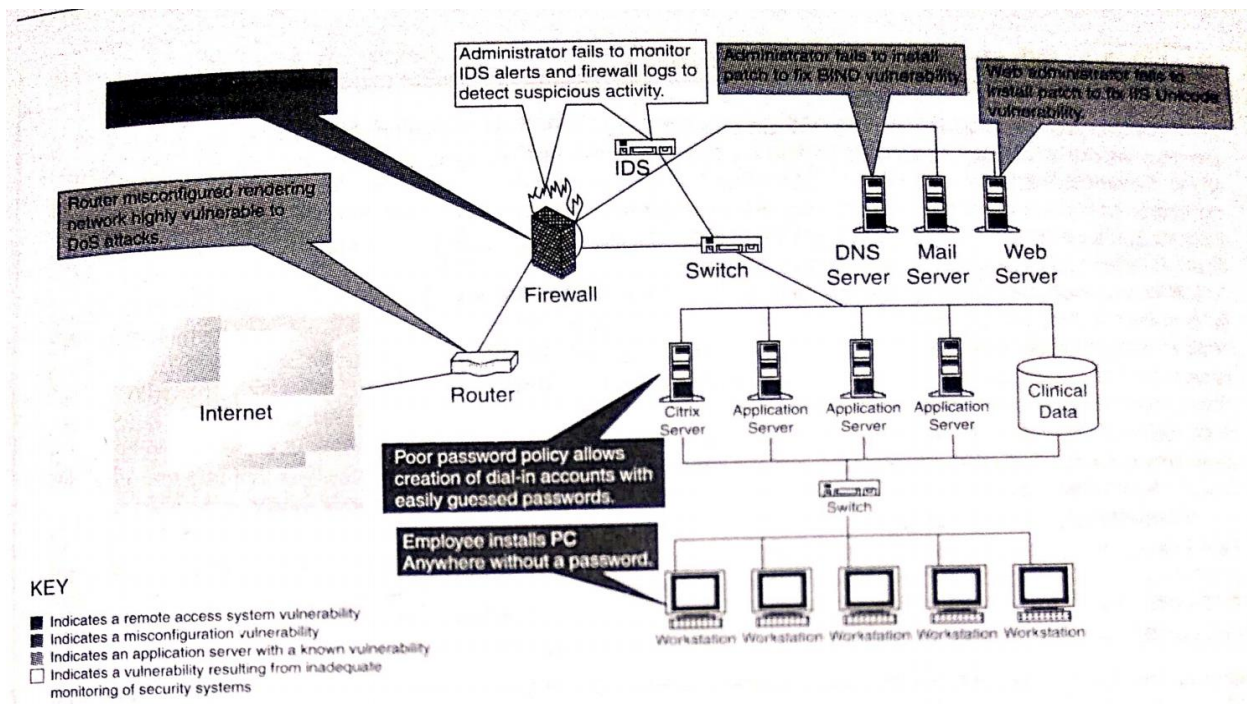 Administrator fails to monitor
IDS alerts and firewall logs to
detect suspicious activity.
Administrator fails to install
patch to fix BIND vulnerability.
Web administrator fails to
install patch to fix IIS Unicode
vulnerability.
IDS
Router misconfigured rendering
network highly vulnerable to
DoS attacks.
Firewall
Switch
DNS
Server
Mail
Server
Web
Server
Internet
Router
Citrix
Server
Application
Server
Application
Server
Application
Server
Clinical
Data
Poor password policy allows
creation of dial-in accounts with
easily guessed passwords.
Switch
Employee installs PC
Anywhere without a password.
Workstation Workstation Workstation Workstation Workstation
KEY
Indicates a remote access system vulnerability
Indicates a misconfiguration vulnerability
Indicates an application server with a known vulnerability
Indicates a vulnerability resulting from inadequate
monitoring of security systems